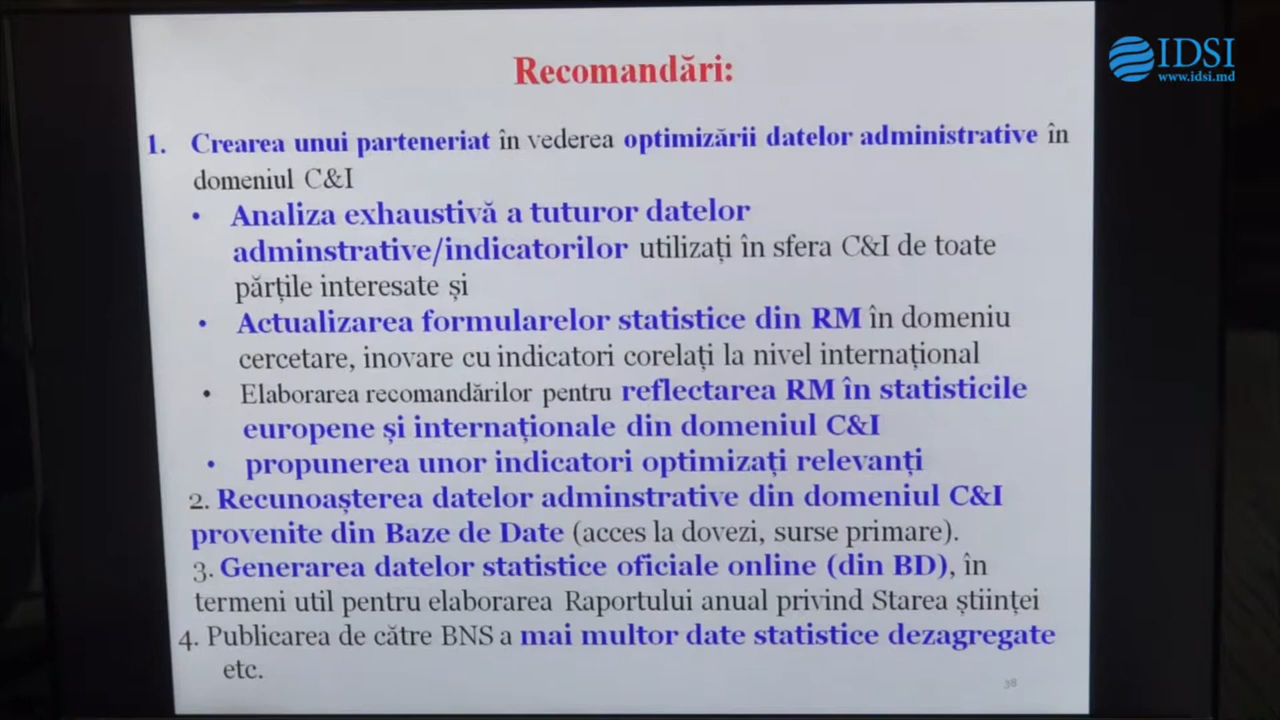 IDSI
www.idsi.md
Recomandări:
1. Crearea unui parteneriat în vederea optimizării datelor administrative în
domeniul C&I
• Analiza exhaustivă a tuturor datelor
adminstrative/indicatorilor utilizați în sfera C&I de toate
părțile interesate și
• Actualizarea formularelor statistice din RM în domeniu
cercetare, inovare cu indicatori corelați la nivel internațional
• Elaborarea recomandărilor pentru reflectarea RM în statisticile
europene și internaționale din domeniul C&I
• propunerea unor indicatori optimizați relevanți
2. Recunoașterea datelor adminstrative din domeniul C&I
provenite din Baze de Date (acces la dovezi, surse primare).
3. Generarea datelor statistice oficiale online (din BD), în
termeni util pentru elaborarea Raportului anual privind Starea științei
4. Publicarea de către BNS a mai multor date statistice dezagregate
etc.
38